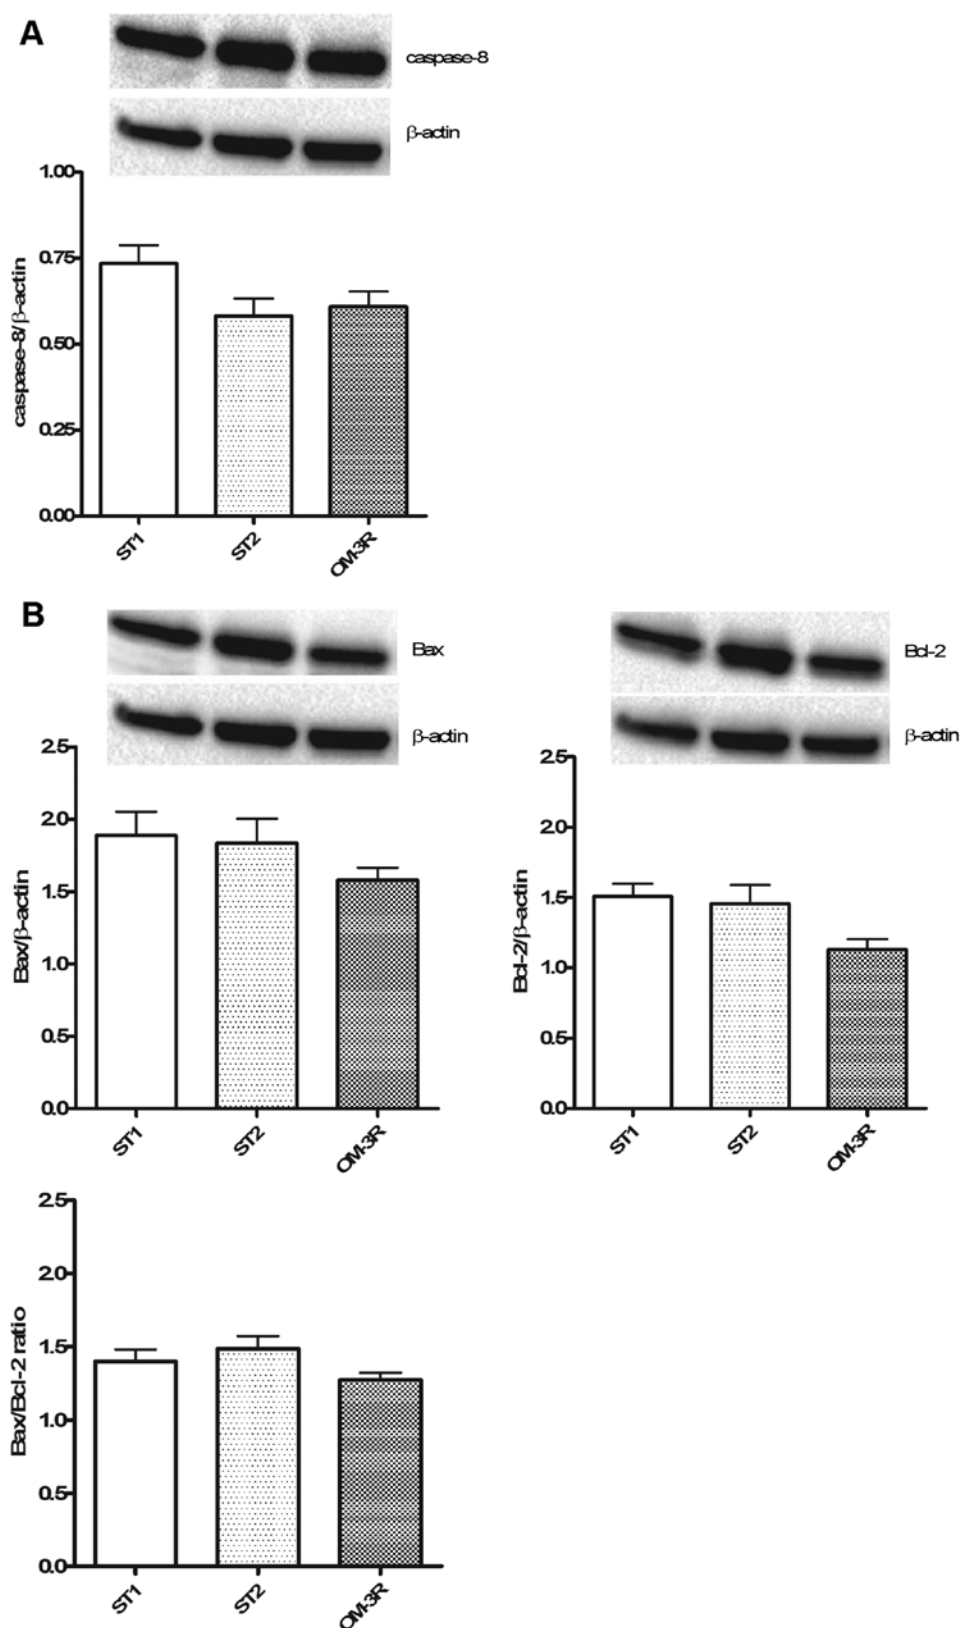 A
caspase-8
β-actin
1.00
0.75
0.50
0.25
0.00
caspase-8/β-actin
ST1
ST2
OM-3R
B
Bax
β-actin
2.5
2.0
1.5
1.0
0.5
0.0
Bax/β-actin
ST1
ST2
OM-3R
Bcl-2
β-actin
2.5
2.0
1.5
1.0
0.5
0.0
Bcl-2/β-actin
ST1
ST2
OM-3R
2.5
2.0
1.5
1.0
0.5
0.0
Bax/Bcl-2 ratio
ST1
ST2
OM-3R